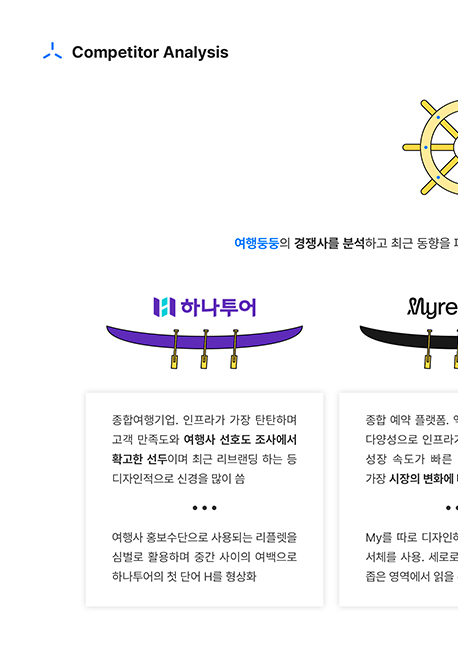 Competitor Analysis
여행둥둥의 경쟁사를 분석하고 최근 동향을
하나투어
Myre
종합여행기업. 인프라가 가장 탄탄하며
고객 만족도와 여행사 선호도 조사에서
확고한 선두이며 최근 리브랜딩 하는 등
디자인적으로 신경을 많이 씀
여행사 홍보수단으로 사용되는 리플렛을
심벌로 활용하며 중간 사이의 여백으로
하나투어의 첫 단어 H를 형상화
종합 예약 플랫폼.
다양성으로 인프라가
성장 속도가 빠른
가장 시장의 변화에
My를 따로 디자인하
서체를 사용. 세로로
좁은 영역에서 읽을